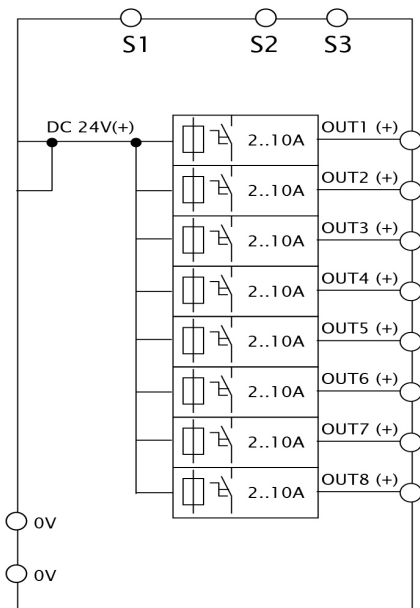 S1 S2 S3
DC 24V(+)
2..10A OUT1 (+)
2..10A OUT2 (+)
2..10A OUT3 (+)
2..10A OUT4 (+)
2..10A OUT5 (+)
2..10A OUT6 (+)
2..10A OUT7 (+)
2..10A OUT8 (+)
0V
0V